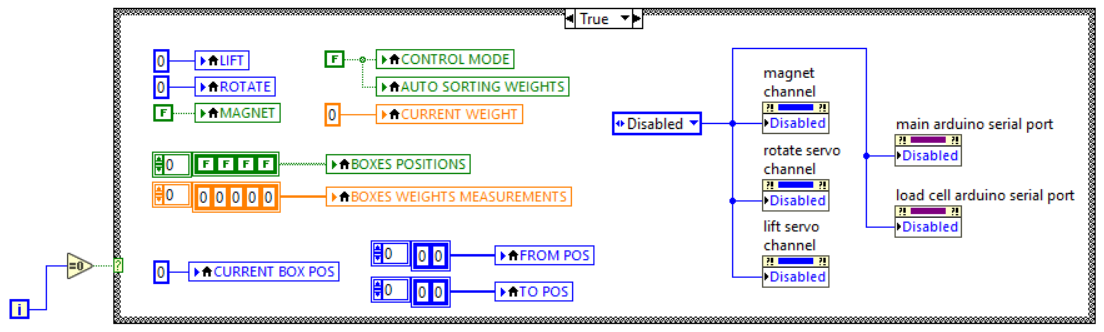 True
0 LIFT
0 ROTATE
F MAGNET
F CONTROL MODE
AUTO SORTING WEIGHTS
0 CURRENT WEIGHT
0 F F F F BOXES POSITIONS
0 0 0 0 0 0 BOXES WEIGHTS MEASUREMENTS
0 CURRENT BOX POS
0 0 0 FROM POS
0 0 0 TO POS
Disabled
magnet
channel
?! ?!
Disabled
rotate servo
channel
?! ?!
Disabled
lift servo
channel
?! ?!
Disabled
main arduino serial port
?! ?!
Disabled
load cell arduino serial port
?! ?!
Disabled
=0
?
i